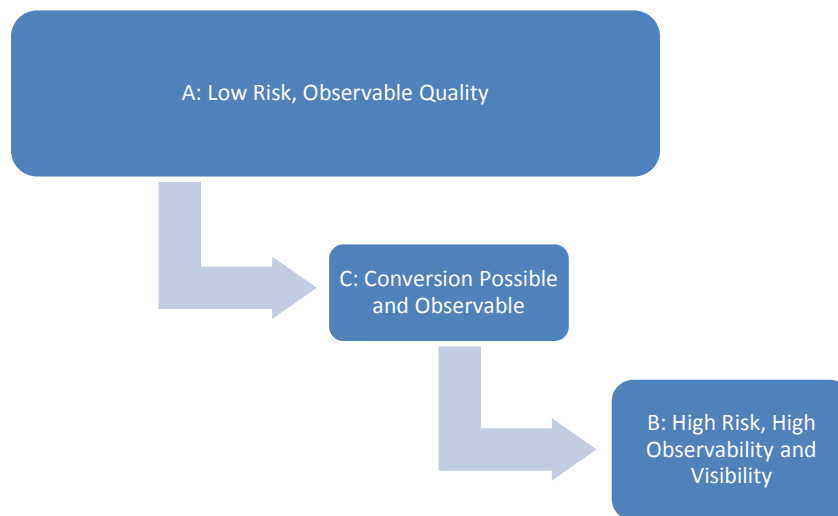 A: Low Risk, Observable Quality
C: Conversion Possible
and Observable
B: High Risk, High
Observability and
Visibility